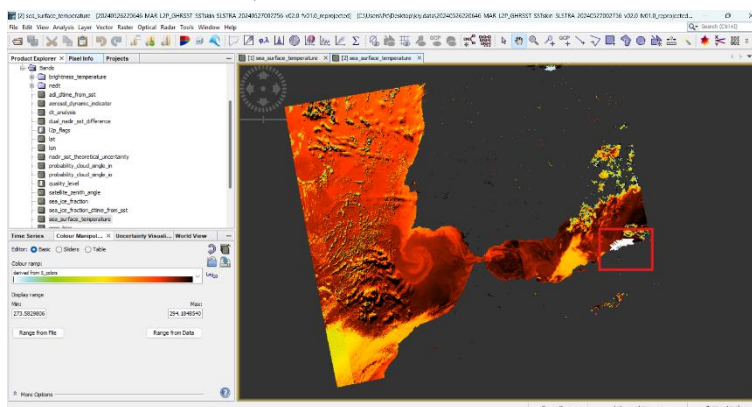 File Edit View Analysis Layer Vector Raster Optical Radar Tools Window Help
Product Explorer × Pixel Info Projects
[1] sea_surface_temperature × [2] sea_surface_temperature ×
Bands
brightness_temperature
nedt
adi_dtime_from_sst
aerosol_dynamic_indicator
dt_analysis
dual_nadir_sst_difference
l2p_flags
lat
lon
nadir_sst_theoretical_uncertainty
probability_cloud_single_in
probability_cloud_single_io
quality_level
satellite_zenith_angle
sea_ice_fraction
sea_ice_fraction_dtime_from_sst
sea_surface_temperature
Time Series Colour Manipul... × Uncertainty Visuali... World View
Editor: Basic Sliders Table
Colour ramp:
Display range
Min: Max:
273.5829806 294.1848540
Range from File Range from Data
More Options